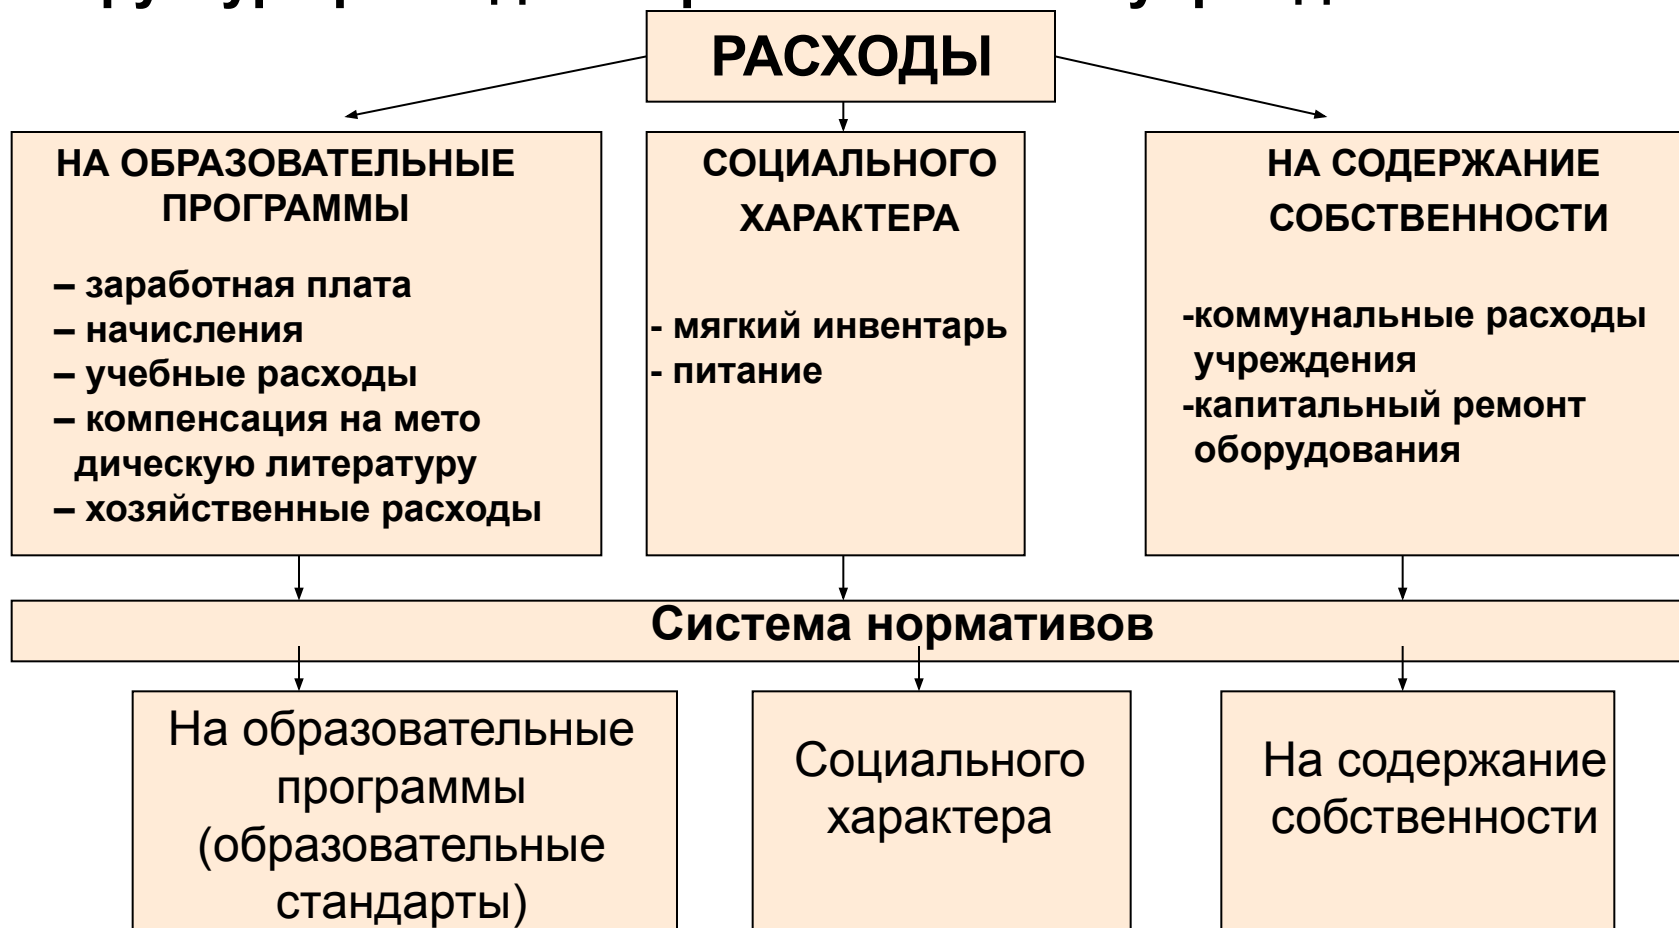 РАСХОДЫ
НА ОБРАЗОВАТЕЛЬНЫЕ
ПРОГРАММЫ
– заработная плата
– начисления
– учебные расходы
– компенсация на мето
дическую литературу
– хозяйственные расходы
СОЦИАЛЬНОГО
ХАРАКТЕРА
- мягкий инвентарь
- питание
НА СОДЕРЖАНИЕ
СОБСТВЕННОСТИ
-коммунальные расходы
учреждения
-капитальный ремонт
оборудования
Система нормативов
На образовательные
программы
(образовательные
стандарты)
Социального
характера
На содержание
собственности